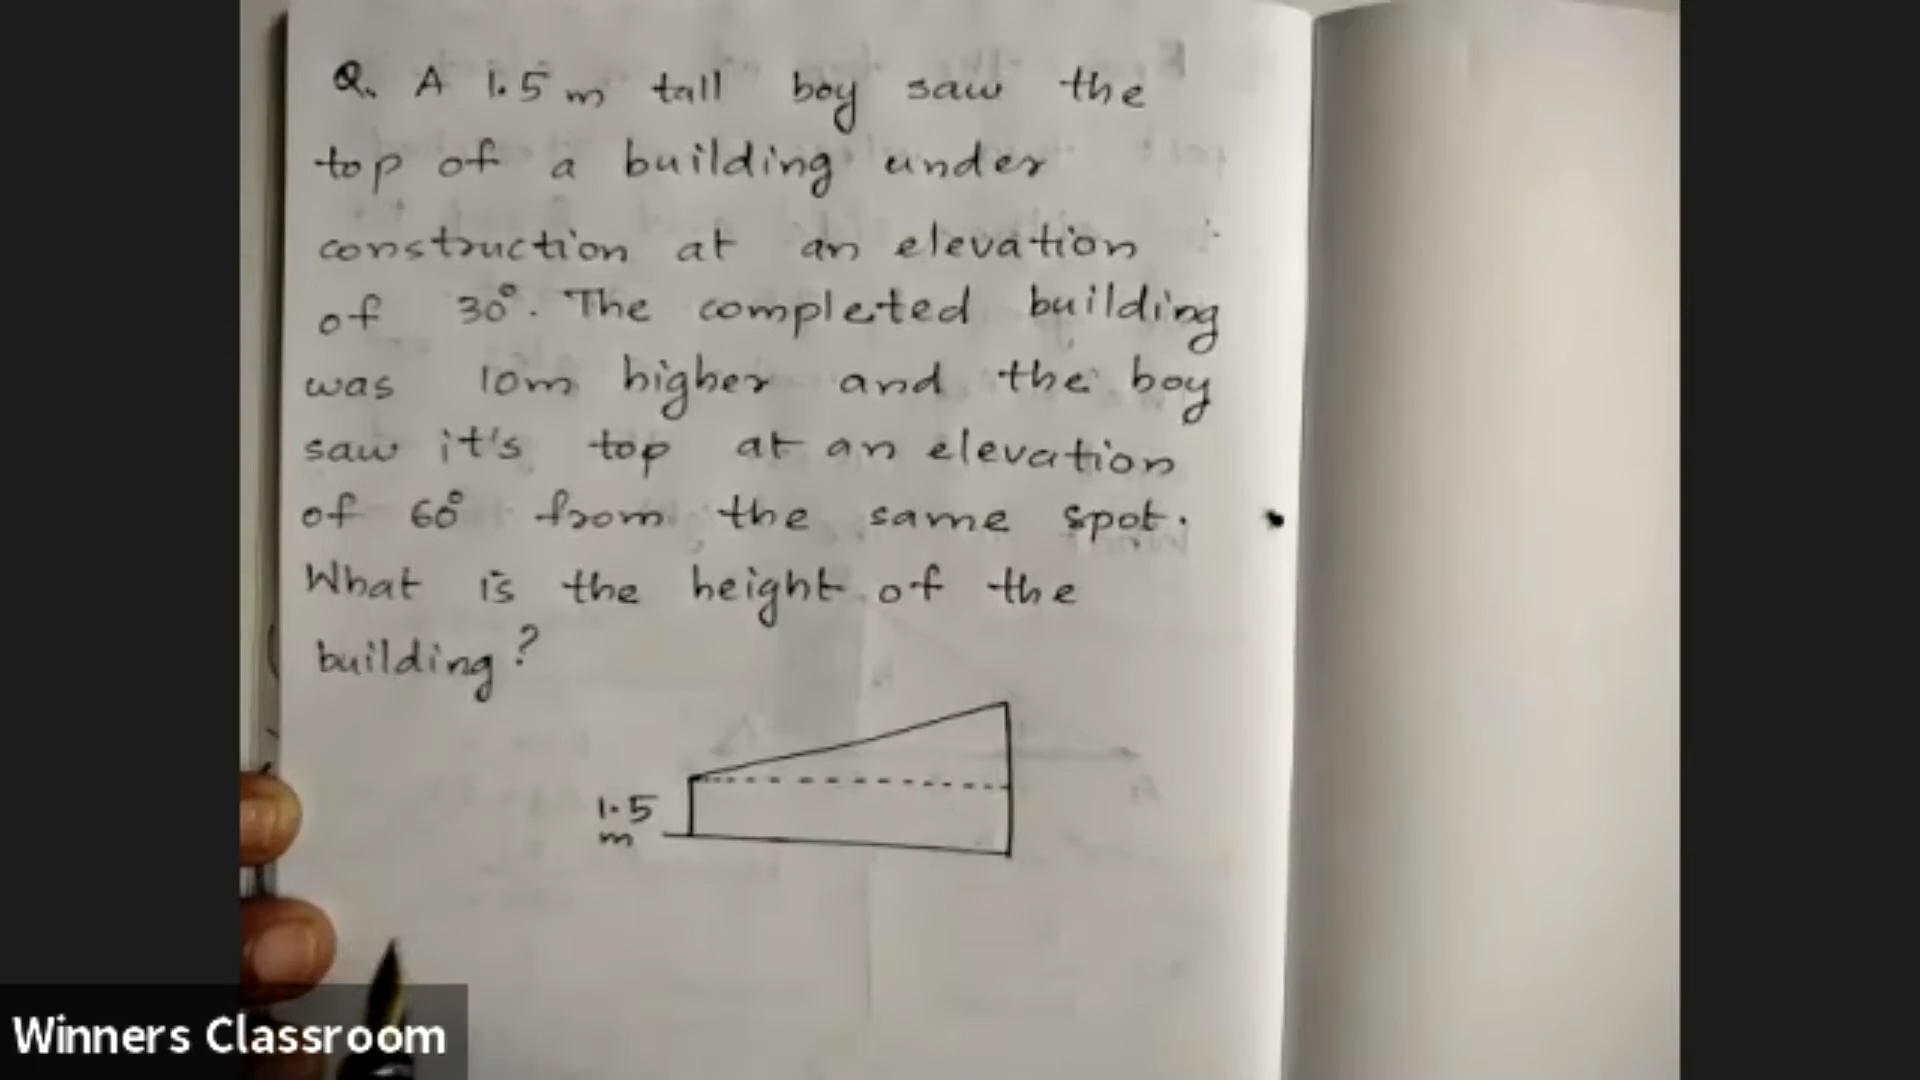 Q. A 1.5 m tall boy saw the
top of a building under
construction at an elevation
of 30°. The completed building
was 10m higher and the boy
saw it's top at an elevation
of 60° from the same spot.
What is the height of the
building?
1.5
m
Winners Classroom